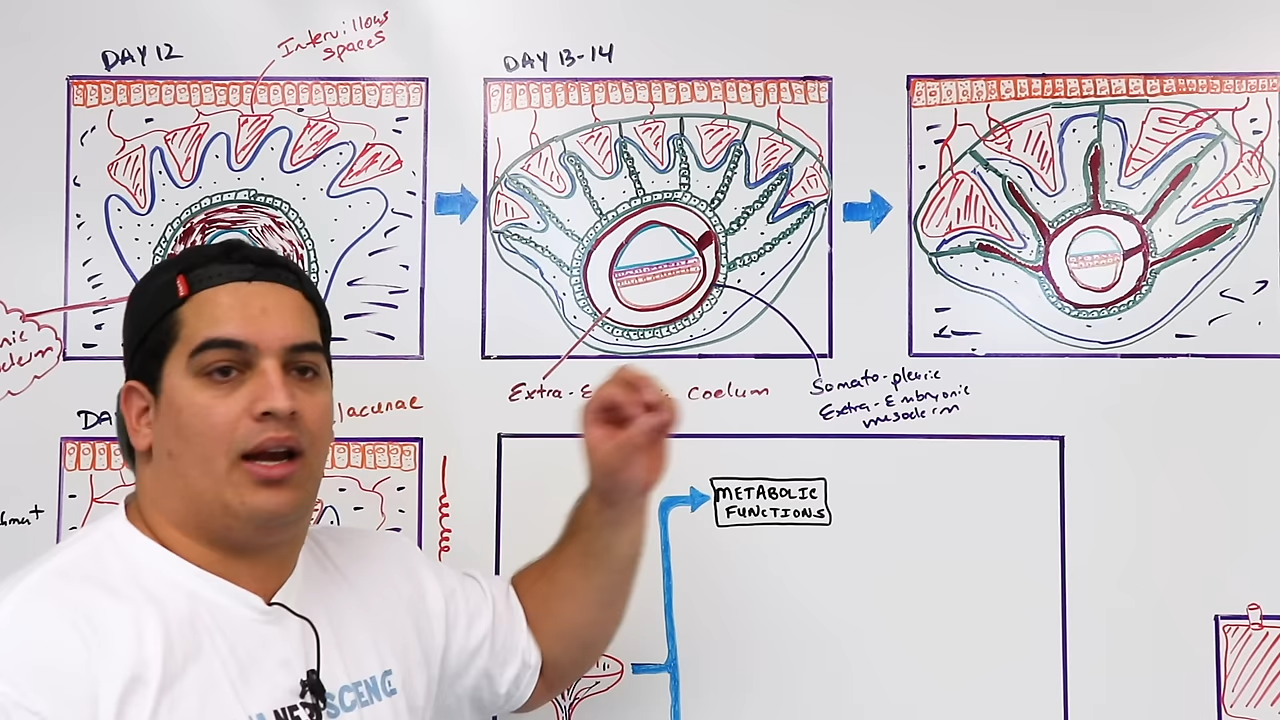 DAY 12
Intervillous
spaces
DAY 13-14
Extra-E coelum
Somato-pleuric
Extra-Embryonic
mesoderm
lacunae
METABOLIC
FUNCTIONS